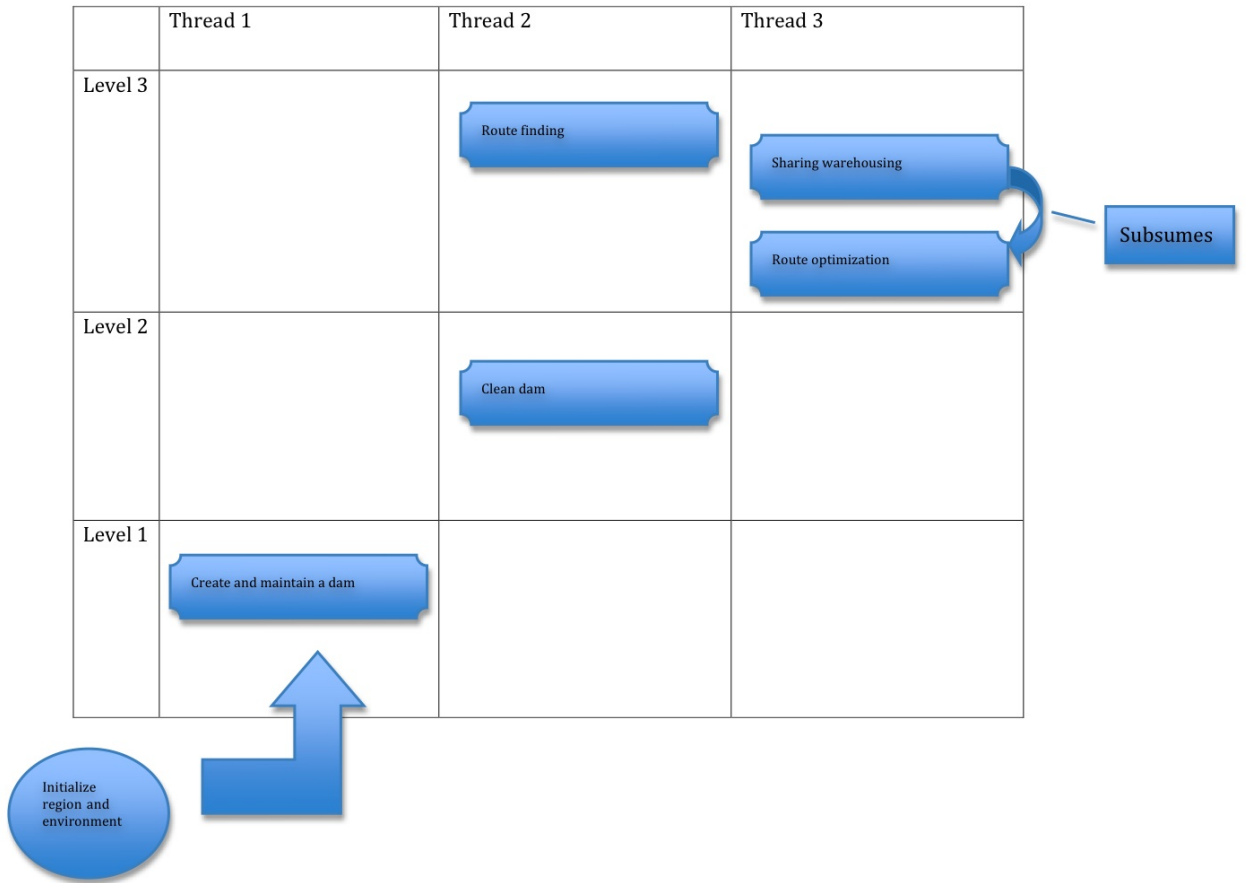 Thread 1
Thread 2
Thread 3
Level 3
Route finding
Sharing warehousing
Subsumes
Route optimization
Level 2
Clean dam
Level 1
Create and maintain a dam
Initialize
region and
environment